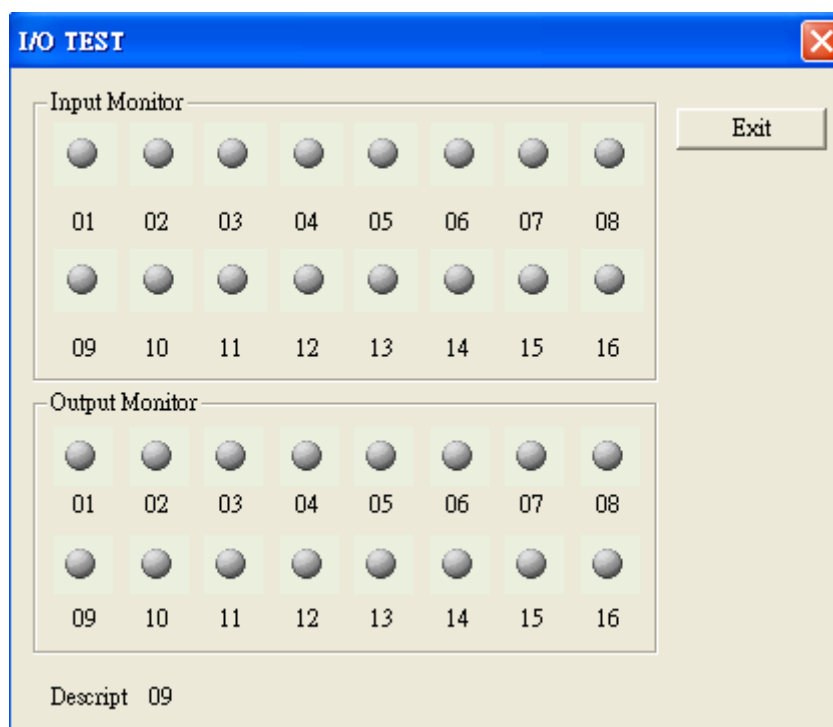 I/O TEST
Input Monitor
Exit
01 02 03 04 05 06 07 08
09 10 11 12 13 14 15 16
Output Monitor
01 02 03 04 05 06 07 08
09 10 11 12 13 14 15 16
Descript 09